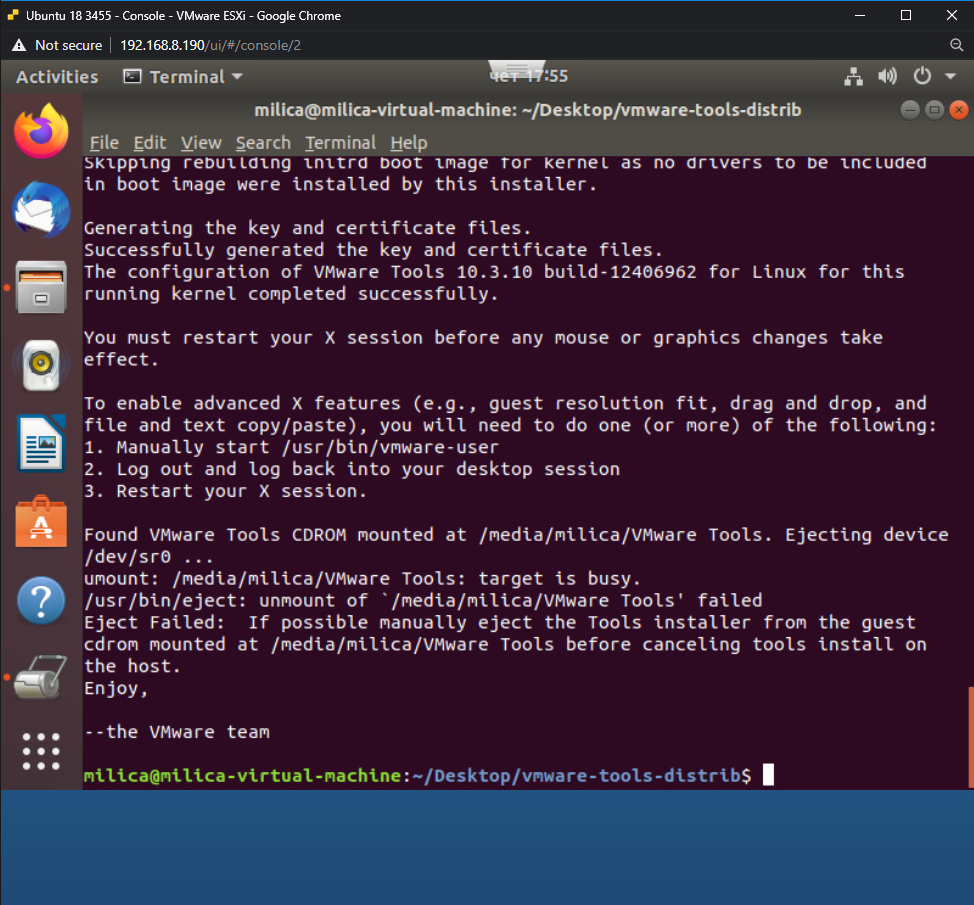 Ubuntu 18 3455 - Console - VMware ESXi - Google Chrome
Not secure 192.168.8.190/ui/#/console/2
Activities Terminal чет 17:55
milica@milica-virtual-machine: ~/Desktop/vmware-tools-distrib
File Edit View Search Terminal Help
Skipping rebuilding initrd boot image for kernel as no drivers to be included
in boot image were installed by this installer.
Generating the key and certificate files.
Successfully generated the key and certificate files.
The configuration of VMware Tools 10.3.10 build-12406962 for Linux for this
running kernel completed successfully.
You must restart your X session before any mouse or graphics changes take
effect.
To enable advanced X features (e.g., guest resolution fit, drag and drop, and
file and text copy/paste), you will need to do one (or more) of the following:
1. Manually start /usr/bin/vmware-user
2. Log out and log back into your desktop session
3. Restart your X session.
Found VMware Tools CDROM mounted at /media/milica/VMware Tools. Ejecting device
/dev/sr0 ...
umount: /media/milica/VMware Tools: target is busy.
/usr/bin/eject: unmount of `/media/milica/VMware Tools' failed
Eject Failed:  If possible manually eject the Tools installer from the guest
cdrom mounted at /media/milica/VMware Tools before canceling tools install on
the host.
Enjoy,
--the VMware team
milica@milica-virtual-machine:~/Desktop/vmware-tools-distrib$